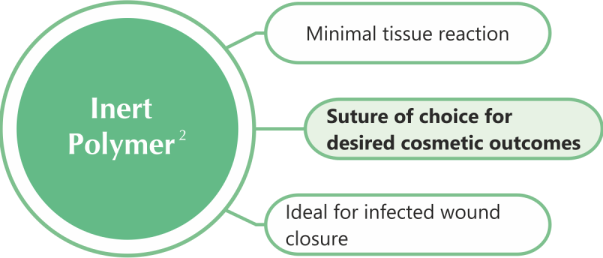 Inert
Polymer 2
Minimal tissue reaction
Suture of choice for
desired cosmetic outcomes
Ideal for infected wound
closure